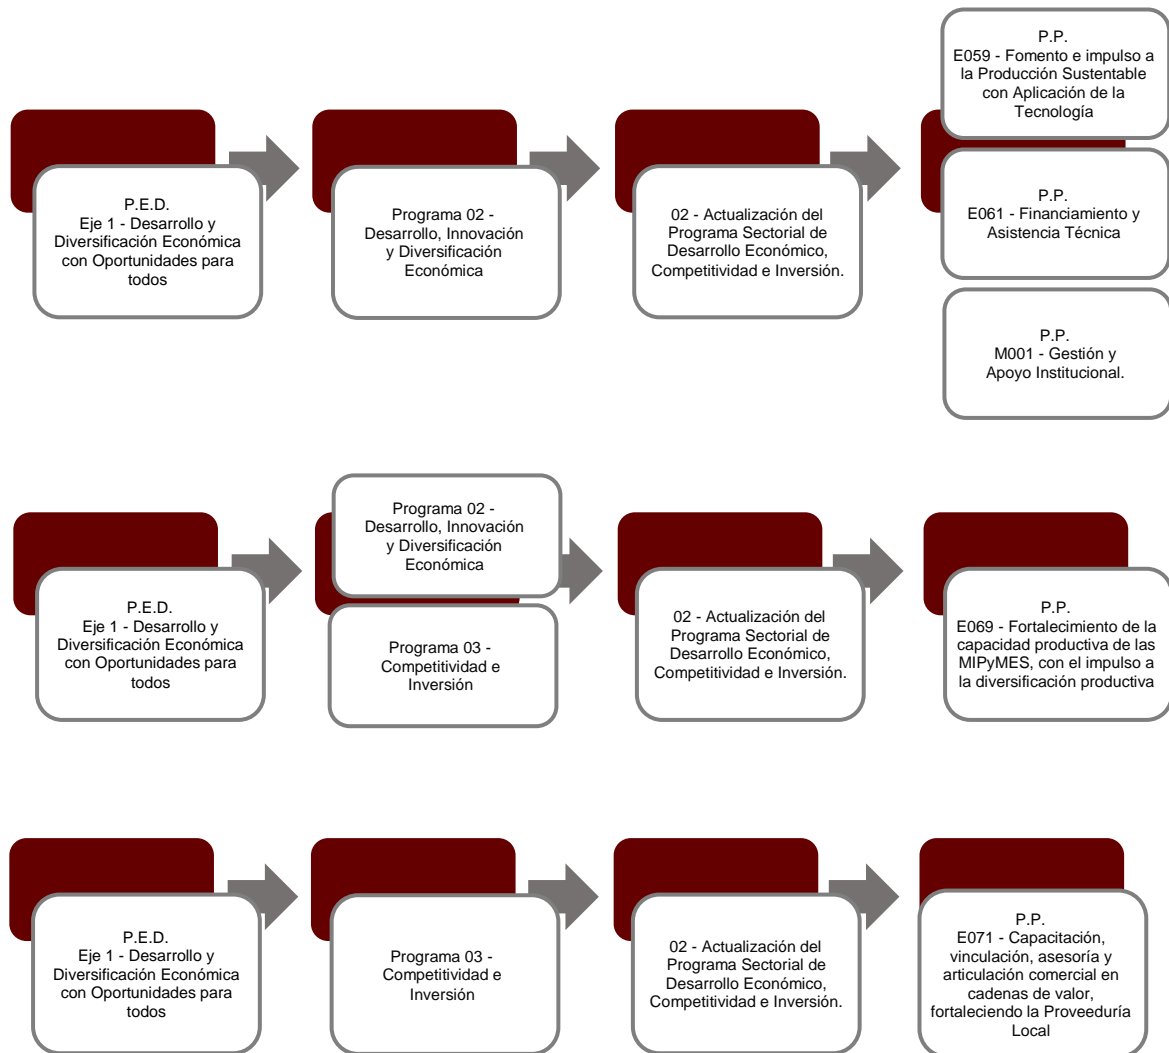 P.E.D.
Eje 1 - Desarrollo y
Diversificación Económica
con Oportunidades para
todos
Programa 02 -
Desarrollo, Innovación
y Diversificación
Económica
02 - Actualización del
Programa Sectorial de
Desarrollo Económico,
Competitividad e Inversión.
P.P.
E059 - Fomento e impulso a
la Producción Sustentable
con Aplicación de la
Tecnología
P.P.
E061 - Financiamiento y
Asistencia Técnica
P.P.
M001 - Gestión y
Apoyo Institucional.
P.E.D.
Eje 1 - Desarrollo y
Diversificación Económica
con Oportunidades para
todos
Programa 02 -
Desarrollo, Innovación
y Diversificación
Económica
Programa 03 -
Competitividad e
Inversión
02 - Actualización del
Programa Sectorial de
Desarrollo Económico,
Competitividad e Inversión.
P.P.
E069 - Fortalecimiento de la
capacidad productiva de las
MIPyMES, con el impulso a
la diversificación productiva
P.E.D.
Eje 1 - Desarrollo y
Diversificación Económica
con Oportunidades para
todos
Programa 03 -
Competitividad e
Inversión
02 - Actualización del
Programa Sectorial de
Desarrollo Económico,
Competitividad e Inversión.
P.P.
E071 - Capacitación,
vinculación, asesoría y
articulación comercial en
cadenas de valor,
fortaleciendo la Proveeduría
Local